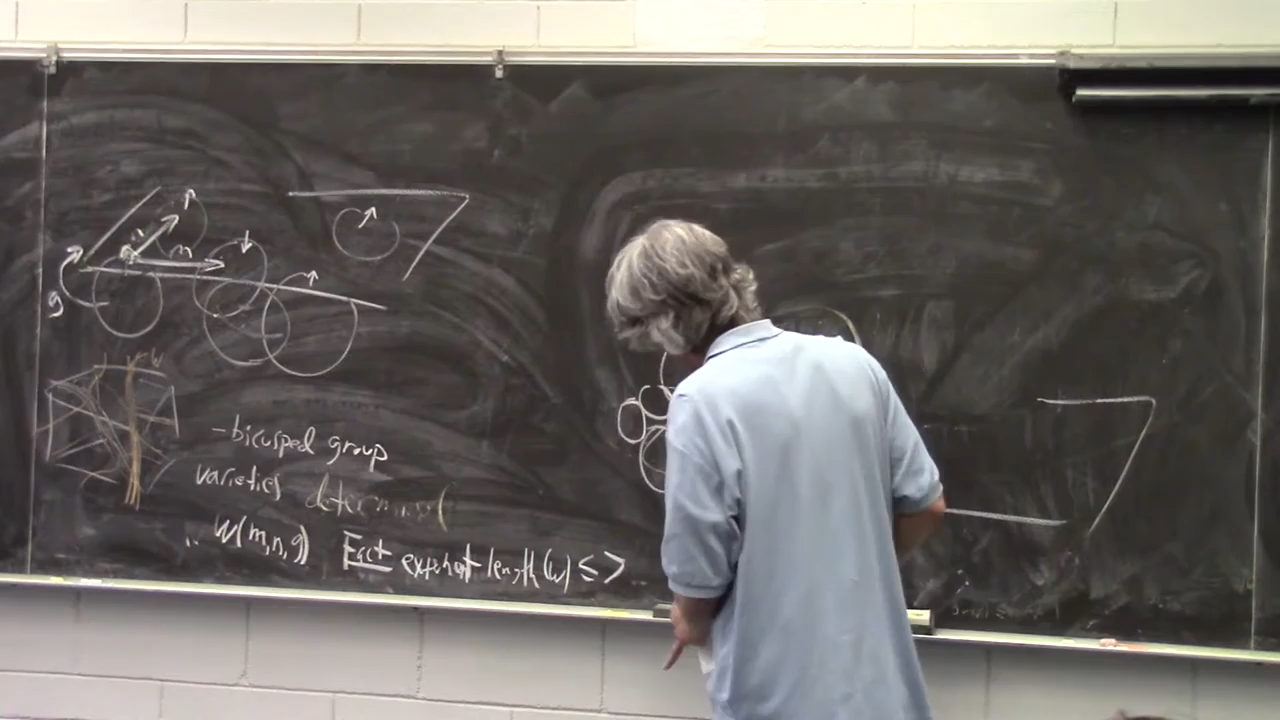 n
m
g
-bicusped group
varieties determined
W(m,n,g) Fact exponent length(w) ≤ 7